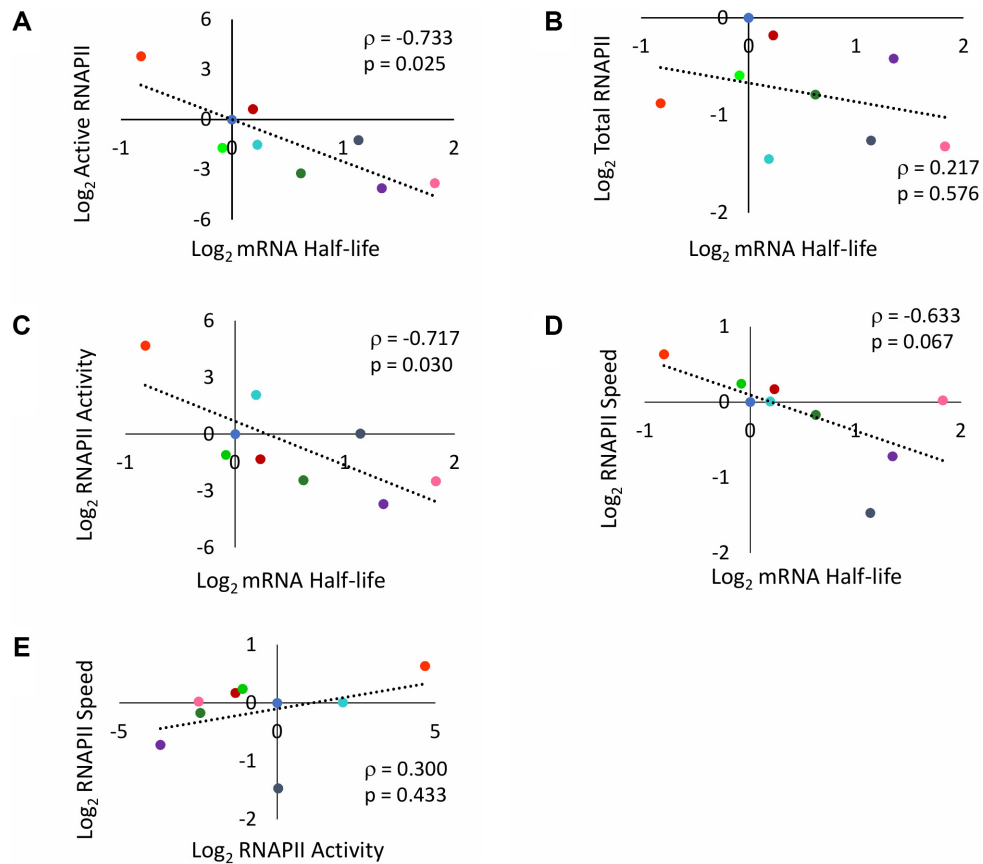 A
Log2 Active RNAPII
6
3
0
-3
-6
-1
0
1
2
ρ = -0.733
p = 0.025
Log2 mRNA Half-life
B
Log2 Total RNAPII
0
-1
-2
-1
0
1
2
ρ = 0.217
p = 0.576
Log2 mRNA Half-life
C
Log2 RNAPII Activity
6
3
0
-3
-6
-1
0
1
2
ρ = -0.717
p = 0.030
Log2 mRNA Half-life
D
Log2 RNAPII Speed
1
0
-1
-2
-1
0
1
2
ρ = -0.633
p = 0.067
Log2 mRNA Half-life
E
Log2 RNAPII Speed
1
0
-1
-2
-5
0
5
ρ = 0.300
p = 0.433
Log2 RNAPII Activity